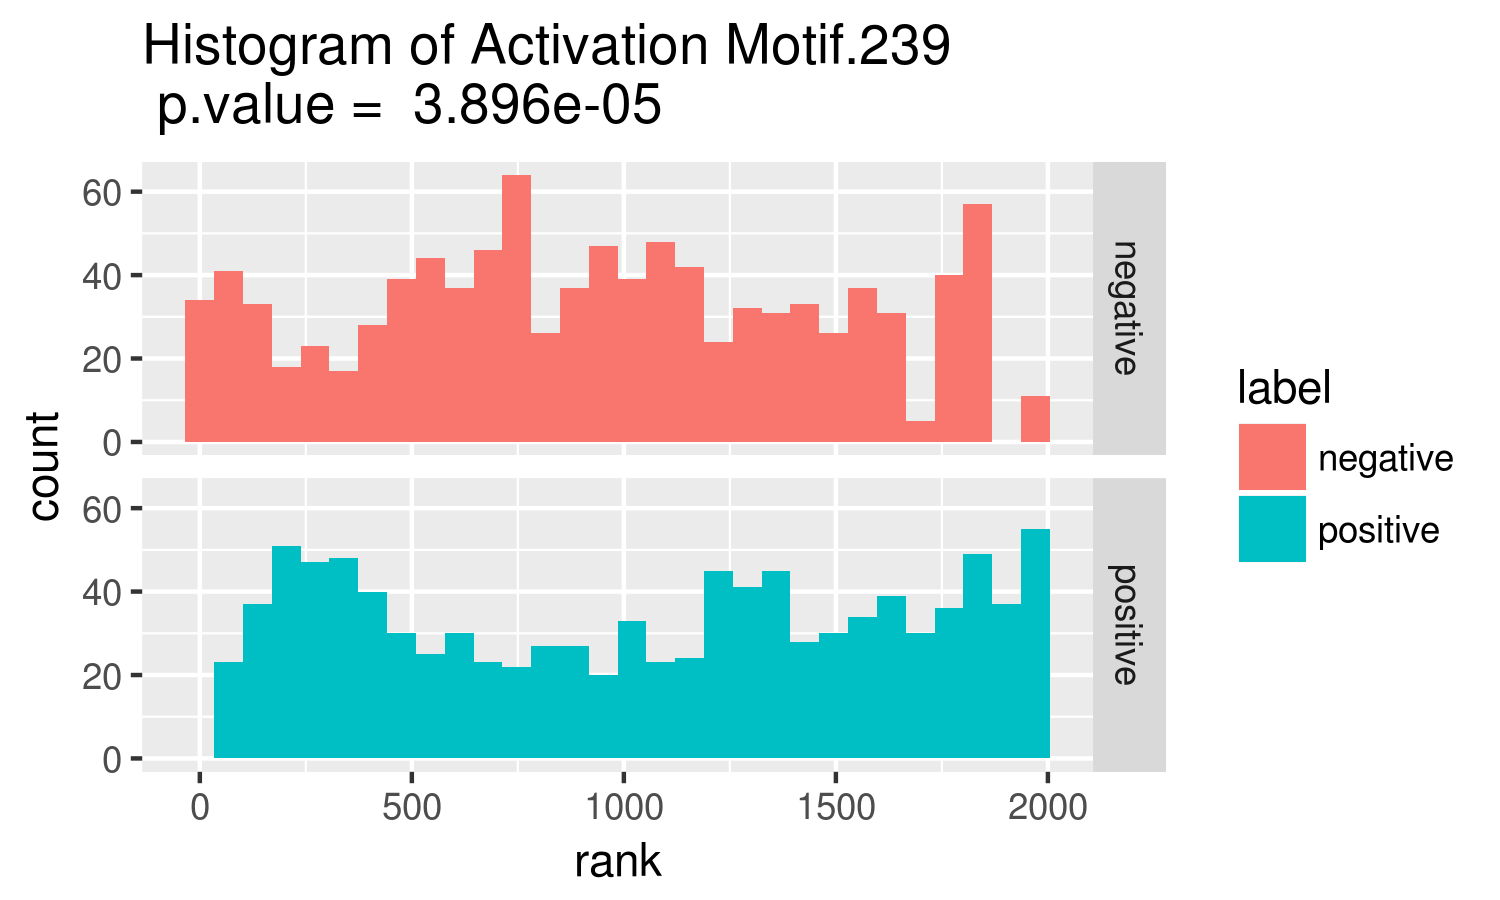 Histogram of Activation Motif.239
p.value = 3.896e-05
count
60
40
20
0
negative
60
40
20
0
positive
0 500 1000 1500 2000
rank
label
negative
positive